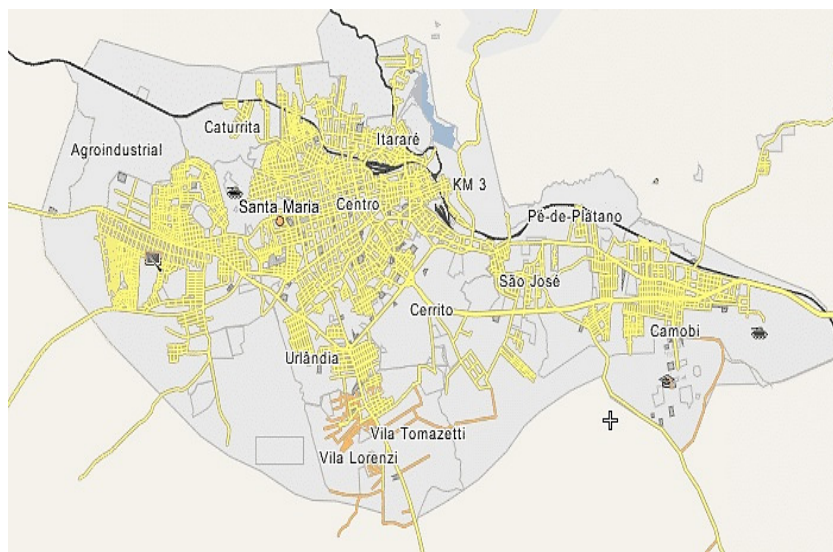 Caturrita
Itararé
Agroindustrial
KM 3
Santa Maria
Centro
Pé-de-Plátano
São José
Cerrito
Camobi
Urlândia
Vila Tomazetti
Vila Lorenzi